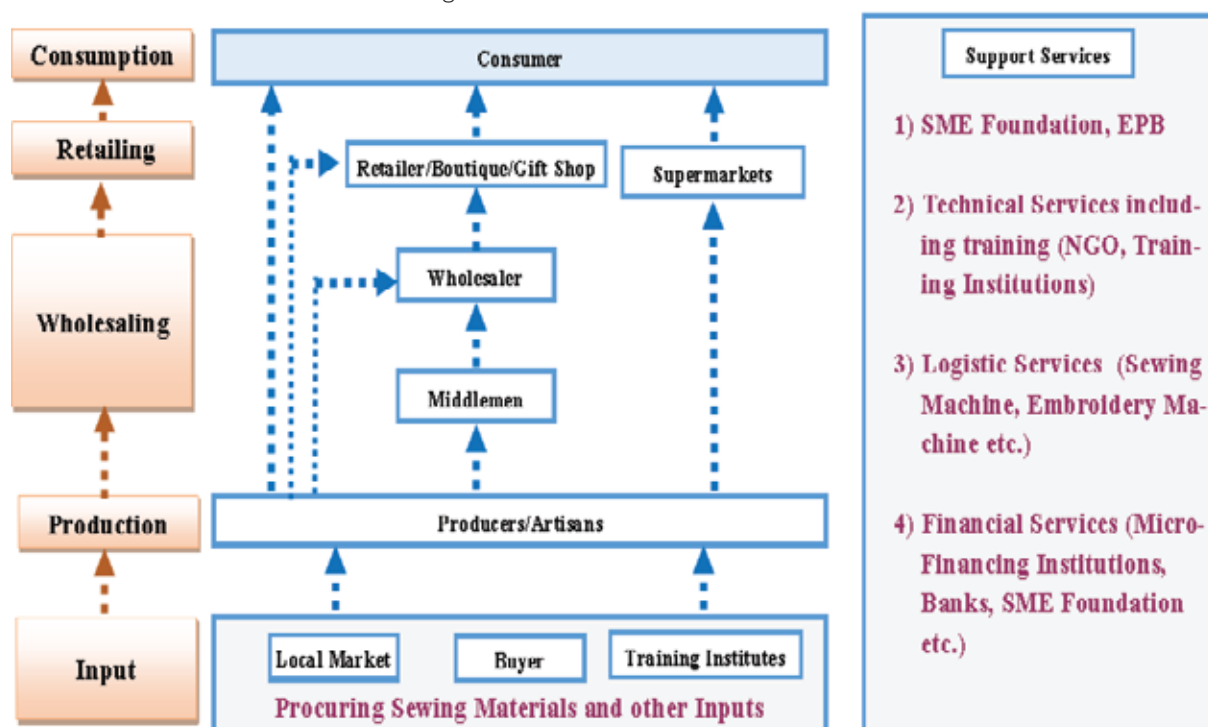 Consumption
Retailing
Wholesaling
Production
Input
Consumer
Retailer/Boutique/Gift Shop
Supermarkets
Wholesaler
Middlemen
Producers/Artisans
Local Market
Buyer
Training Institutes
Procuring Sewing Materials and other Inputs
Support Services
1) SME Foundation, EPB
2) Technical Services includ-
ing training (NGO, Train-
ing Institutions)
3) Logistic Services (Sewing
Machine, Embroidery Ma-
chine etc.)
4) Financial Services (Micro-
Financing Institutions,
Banks, SME Foundation
etc.)